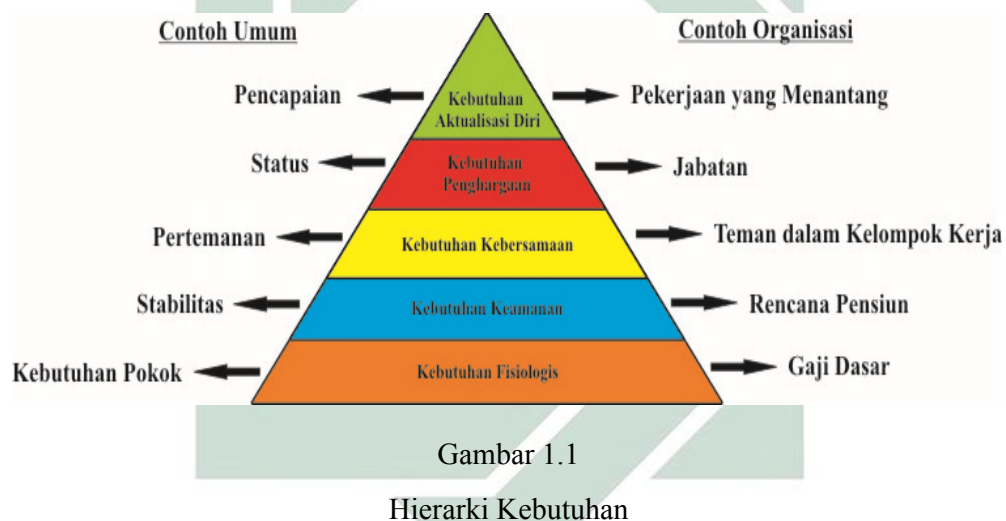 Contoh Umum
Contoh Organisasi
Pencapaian
Kebutuhan
Aktualisasi Diri
Pekerjaan yang Menantang
Status
Kebutuhan
Penghargaan
Jabatan
Pertemanan
Kebutuhan Kebersamaan
Teman dalam Kelompok Kerja
Stabilitas
Kebutuhan Keamanan
Rencana Pensiun
Kebutuhan Pokok
Kebutuhan Fisiologis
Gaji Dasar
Gambar 1.1
Hierarki Kebutuhan